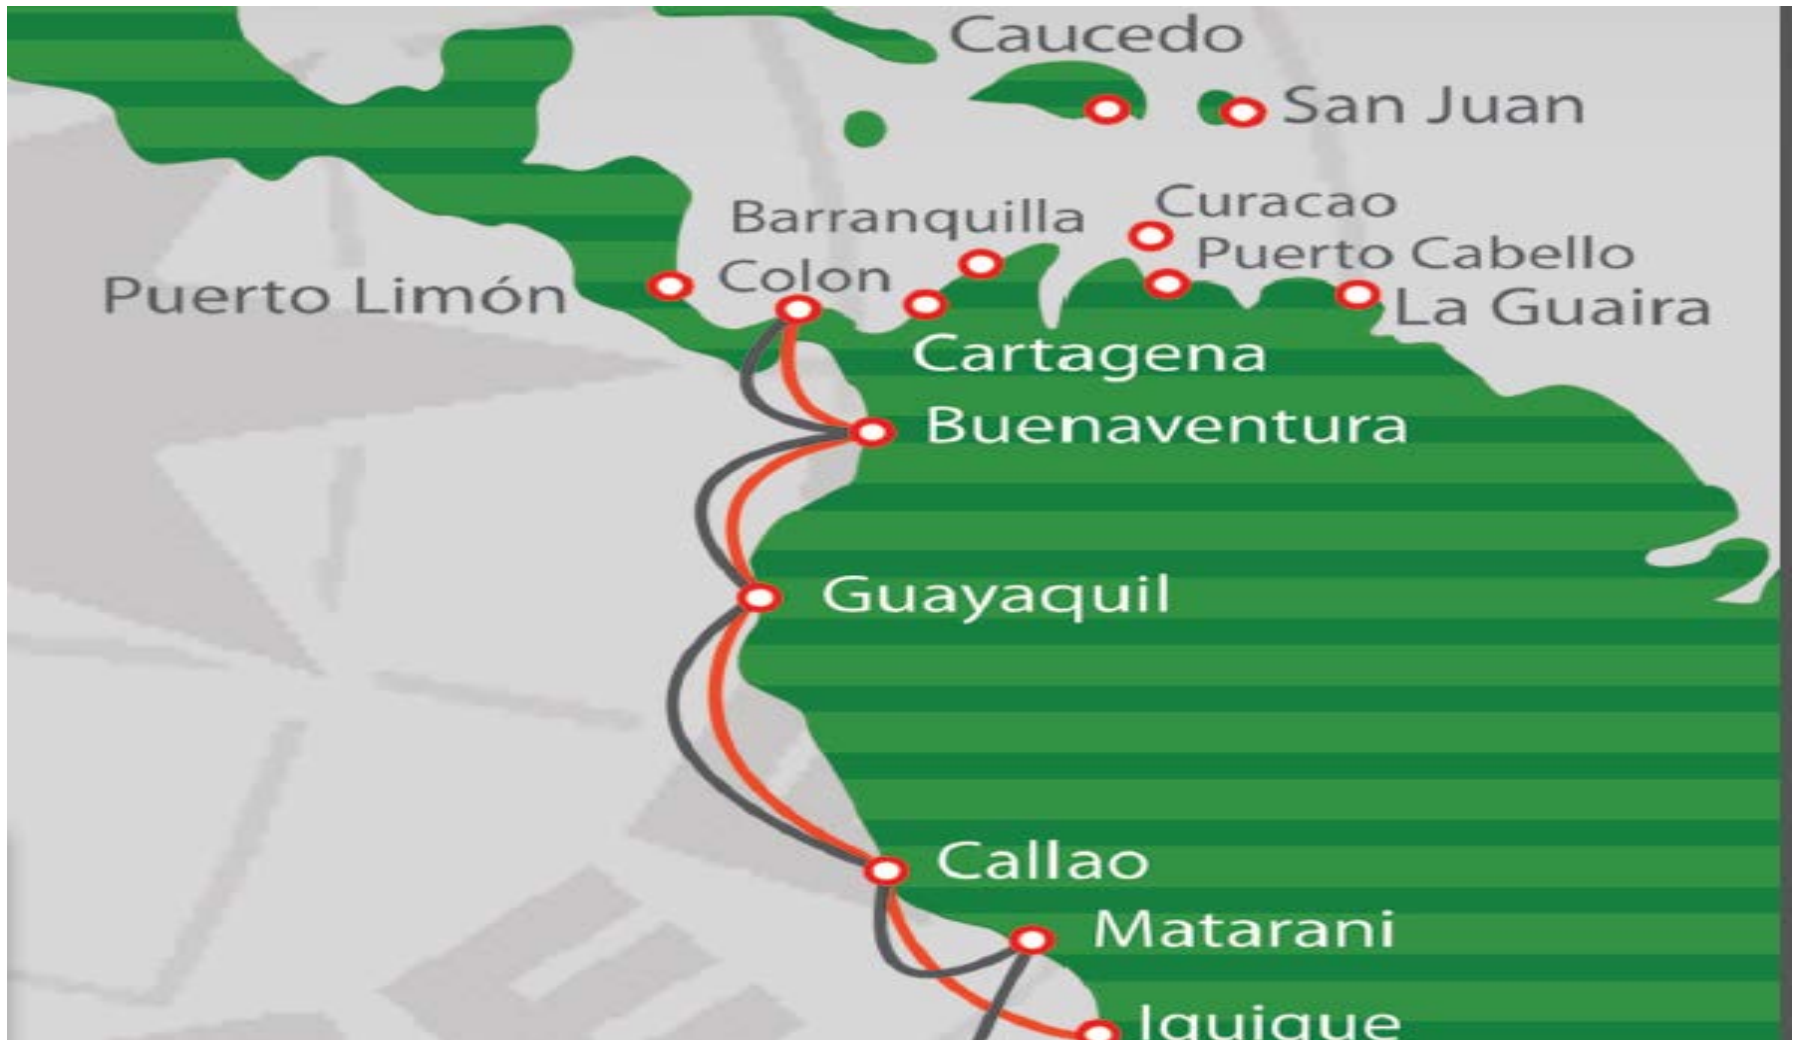 Caucedo
San Juan
Curacao
Barranquilla
Puerto Cabello
Colon
Puerto Limón
La Guaira
Cartagena
Buenaventura
Guayaquil
Callao
Matarani
Iquique